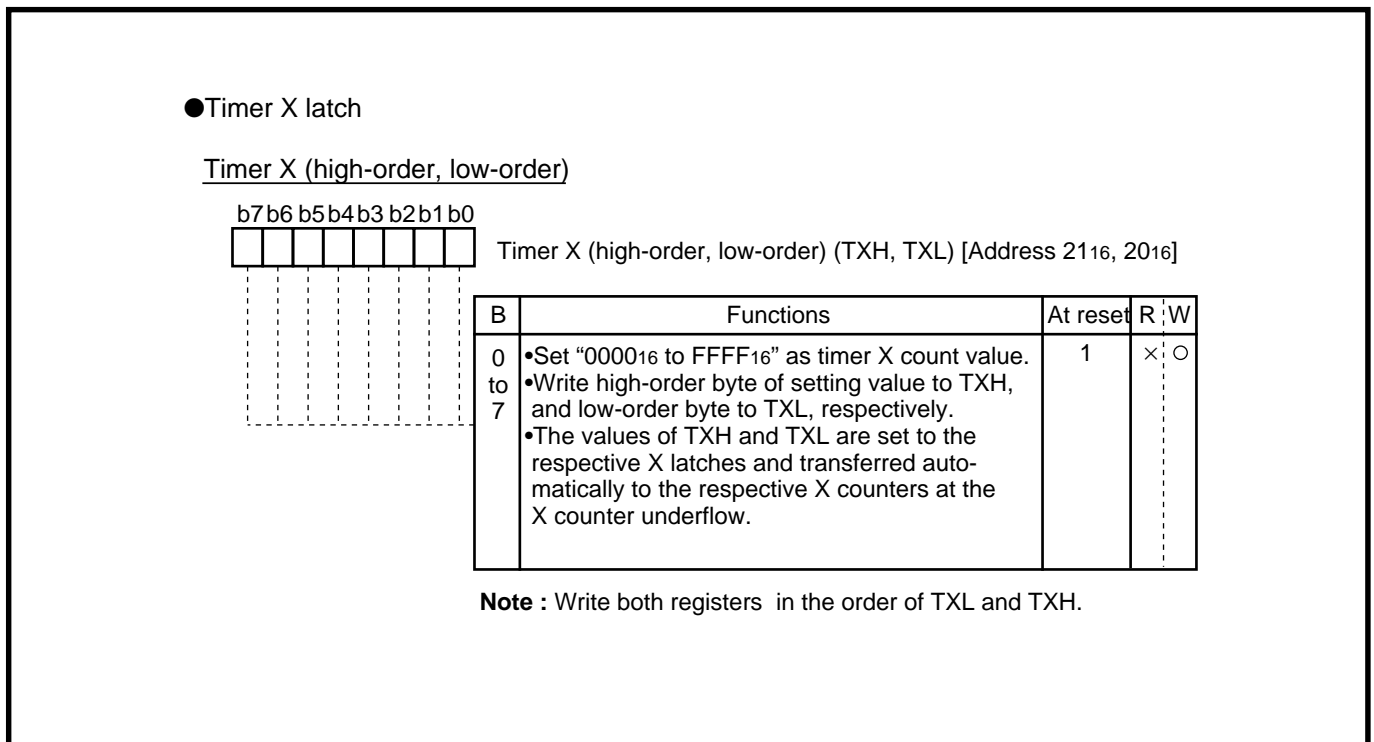 ●Timer X latch
Timer X (high-order, low-order)
b7 b6 b5 b4 b3 b2 b1 b0
Timer X (high-order, low-order) (TXH, TXL) [Address 2116, 2016]
B Functions At reset R W
0 •Set “000016 to FFFF16” as timer X count value. 1 × ○
to •Write high-order byte of setting value to TXH,
7 and low-order byte to TXL, respectively.
•The values of TXH and TXL are set to the
respective X latches and transferred auto-
matically to the respective X counters at the
X counter underflow.
Note : Write both registers in the order of TXL and TXH.